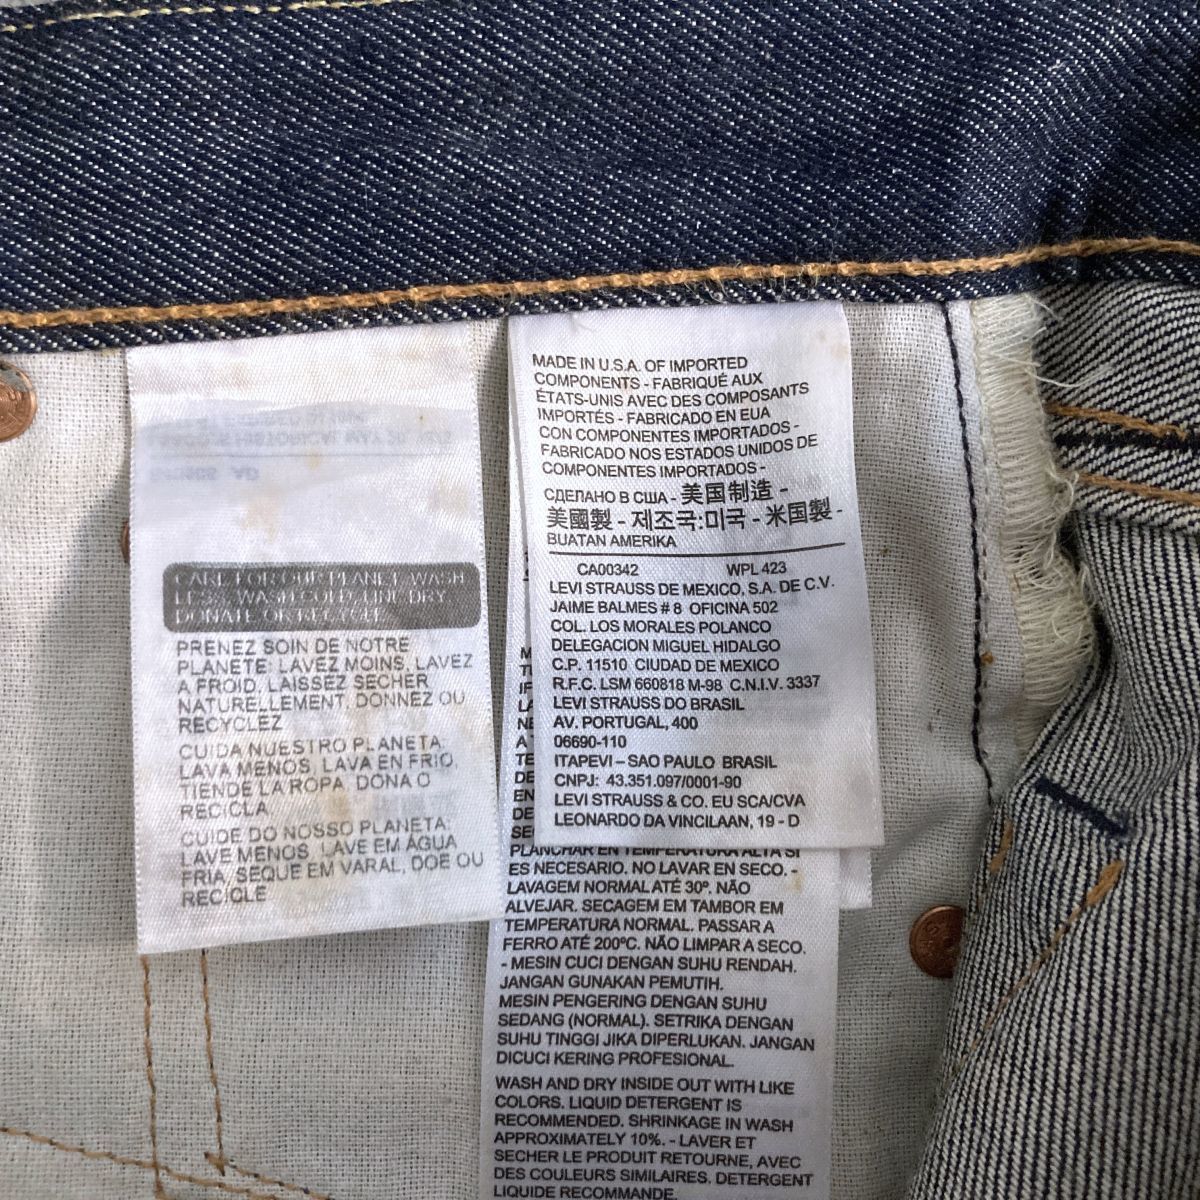 CARE FOR OUR PLANET: WASH
LESS, WASH COLD, LINE DRY,
DONATE OR RECYCLE
PRENEZ SOIN DE NOTRE
PLANÈTE: LAVEZ MOINS, LAVEZ
A FROID, LAISSEZ SECHER
NATURELLEMENT, DONNEZ OU
RECYCLEZ
CUIDA NUESTRO PLANETA:
LAVA MENOS, LAVA EN FRIO,
TIENDE LA ROPA, DONA O
RECICLA
CUIDE DO NOSSO PLANETA:
LAVE MENOS, LAVE EM ÁGUA
FRIA, SEQUE EM VARAL, DOE OU
RECICLE
MADE IN U.S.A. OF IMPORTED
COMPONENTS - FABRIQUÉ AUX
ÉTATS-UNIS AVEC DES COMPOSANTS
IMPORTÉS - FABRICADO EN EUA
CON COMPONENTES IMPORTADOS -
FABRICADO NOS ESTADOS UNIDOS DE
COMPONENTES IMPORTADOS -
СДЕЛАНО В США - 美国制造 -
美國製 - 제조국:미국 - 米国製 -
BUATAN AMERIKA
CA00342 WPL 423
LEVI STRAUSS DE MEXICO, S.A. DE C.V.
JAIME BALMES # 8 OFICINA 502
COL. LOS MORALES POLANCO
DELEGACION MIGUEL HIDALGO
C.P. 11510 CIUDAD DE MEXICO
R.F.C. LSM 660818 M-98 C.N.I.V. 3337
LEVI STRAUSS DO BRASIL
AV. PORTUGAL, 400
06690-110
ITAPEVI – SAO PAULO BRASIL
CNPJ: 43.351.097/0001-90
LEVI STRAUSS & CO. EU SCA/CVA
LEONARDO DA VINCILAAN, 19 - D
PLANCHAR EN TEMPERATURA ALTA SI
ES NECESARIO. NO LAVAR EN SECO. -
LAVAGEM NORMAL ATÉ 30º. NÃO
ALVEJAR. SECAGEM EM TAMBOR EM
TEMPERATURA NORMAL. PASSAR A
FERRO ATÉ 200ºC. NÃO LIMPAR A SECO.
- MESIN CUCI DENGAN SUHU RENDAH.
JANGAN GUNAKAN PEMUTIH.
MESIN PENGERING DENGAN SUHU
SEDANG (NORMAL). SETRIKA DENGAN
SUHU TINGGI JIKA DIPERLUKAN. JANGAN
DICUCI KERING PROFESIONAL.
WASH AND DRY INSIDE OUT WITH LIKE
COLORS. LIQUID DETERGENT IS
RECOMMENDED. SHRINKAGE IN WASH
APPROXIMATELY 10%. - LAVER ET
SECHER LE PRODUIT RETOURNE, AVEC
DES COULEURS SIMILAIRES. DETERGENT
LIQUIDE RECOMMANDE.